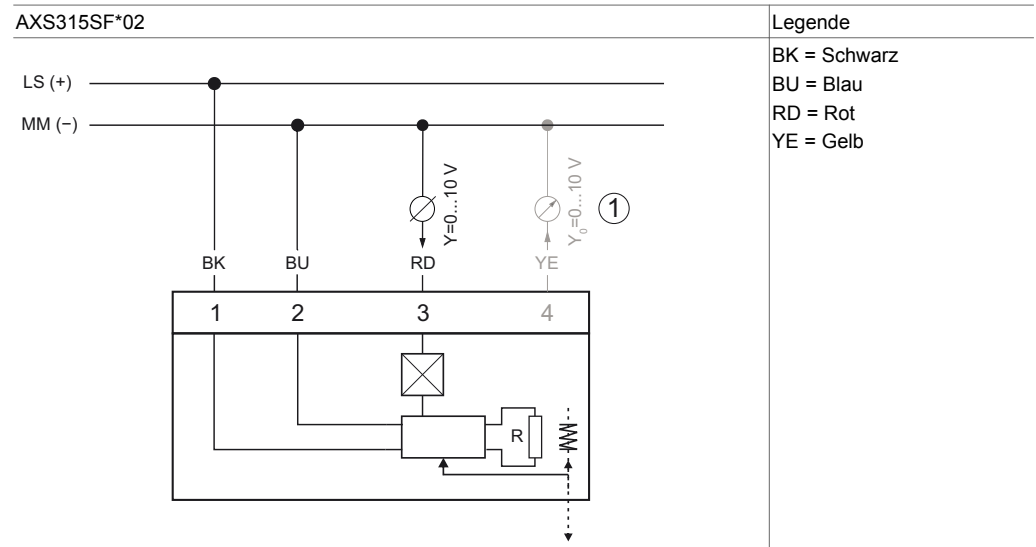 AXS315SF*02
Legende
BK = Schwarz
BU = Blau
RD = Rot
YE = Gelb
LS (+)
MM (−)
Y=0...10 V
Y₀=0...10 V
①
BK BU RD YE
1 2 3 4
R